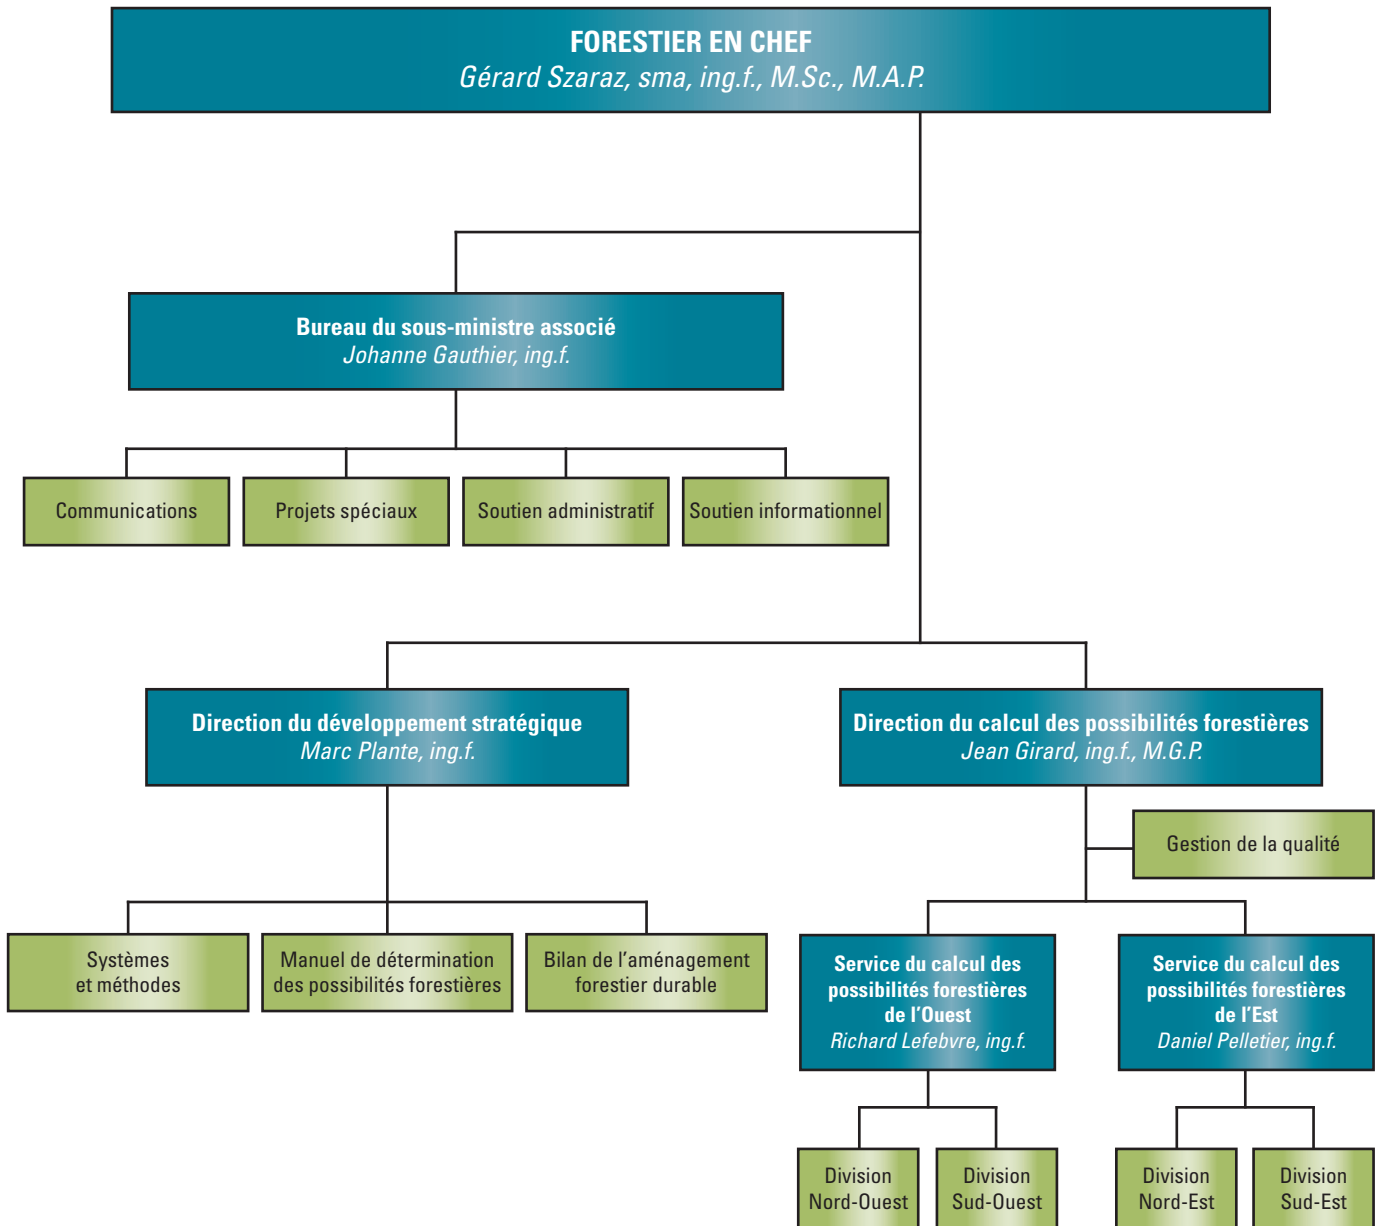 FORESTIER EN CHEF
Gérard Szaraz, sma, ing.f., M.Sc., M.A.P.
Bureau du sous-ministre associé
Johanne Gauthier, ing.f.
Communications
Projets spéciaux
Soutien administratif
Soutien informationnel
Direction du développement stratégique
Marc Plante, ing.f.
Direction du calcul des possibilités forestières
Jean Girard, ing.f., M.G.P.
Gestion de la qualité
Systèmes
et méthodes
Manuel de détermination
des possibilités forestières
Bilan de l’aménagement
forestier durable
Service du calcul des
possibilités forestières
de l’Ouest
Richard Lefebvre, ing.f.
Service du calcul des
possibilités forestières
de l’Est
Daniel Pelletier, ing.f.
Division
Nord-Ouest
Division
Sud-Ouest
Division
Nord-Est
Division
Sud-Est